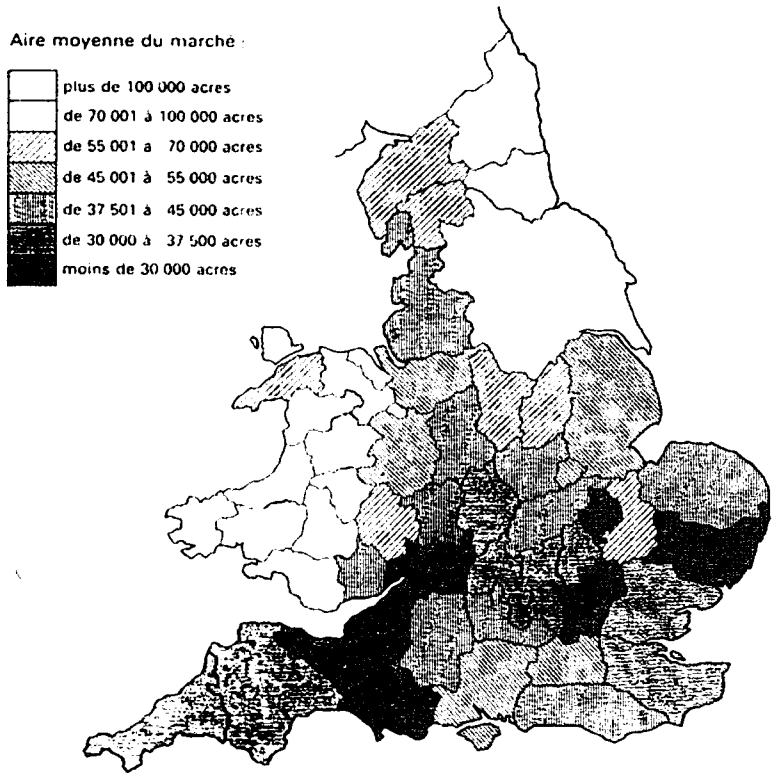 Aire moyenne du marché :
plus de 100 000 acres
de 70 001 à 100 000 acres
de 55 001 a 70 000 acres
de 45 001 à 55 000 acres
de 37 501 à 45 000 acres
de 30 000 à 37 500 acres
moins de 30 000 acres